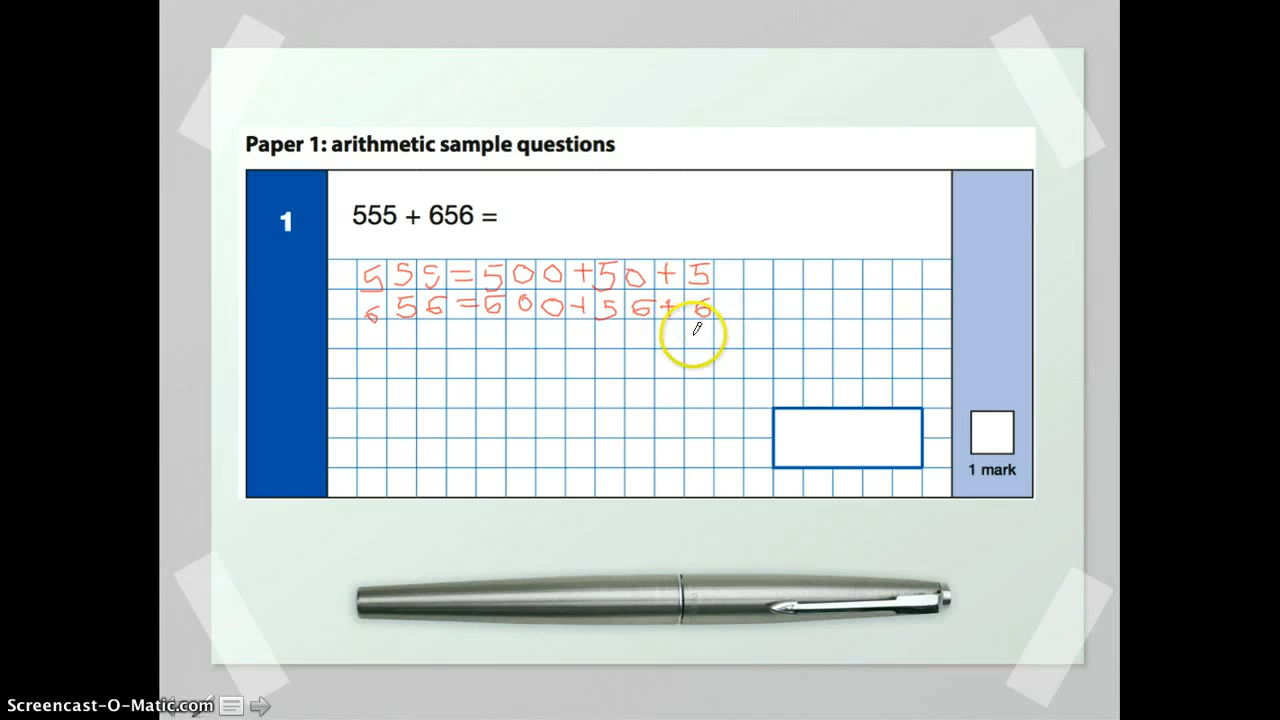 Paper 1: arithmetic sample questions
1
555 + 656 =
555=500+50+5
656=600+56+6
1 mark
Screencast-O-Matic.com